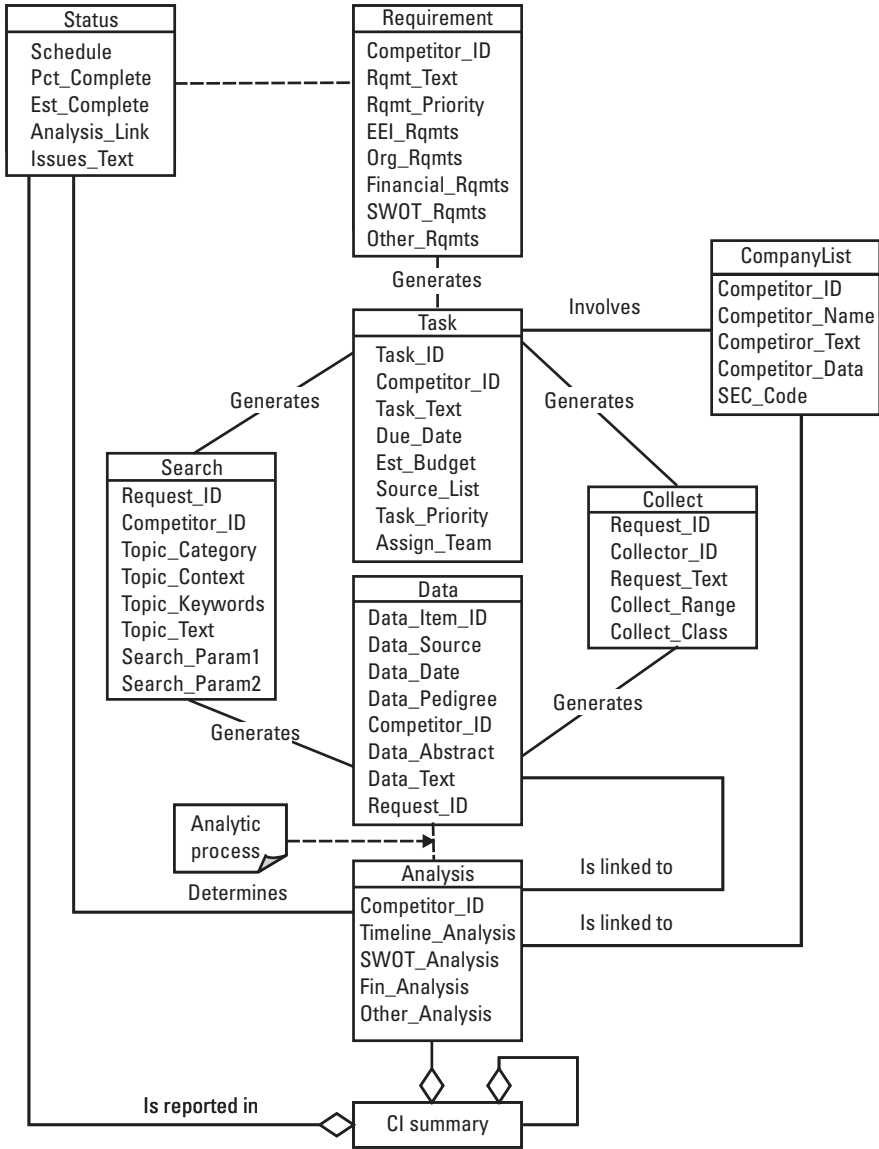 Status
Schedule
Pct_Complete
Est_Complete
Analysis_Link
Issues_Text
Requirement
Competitor_ID
Rqmt_Text
Rqmt_Priority
EEI_Rqmts
Org_Rqmts
Financial_Rqmts
SWOT_Rqmts
Other_Rqmts
Generates
CompanyList
Competitor_ID
Competitor_Name
Competiror_Text
Competitor_Data
SEC_Code
Involves
Task
Task_ID
Competitor_ID
Task_Text
Due_Date
Est_Budget
Source_List
Task_Priority
Assign_Team
Generates
Generates
Search
Request_ID
Competitor_ID
Topic_Category
Topic_Context
Topic_Keywords
Topic_Text
Search_Param1
Search_Param2
Collect
Request_ID
Collector_ID
Request_Text
Collect_Range
Collect_Class
Data
Data_Item_ID
Data_Source
Data_Date
Data_Pedigree
Competitor_ID
Data_Abstract
Data_Text
Request_ID
Generates
Generates
Analytic
process
Determines
Analysis
Competitor_ID
Timeline_Analysis
SWOT_Analysis
Fin_Analysis
Other_Analysis
Is linked to
Is linked to
Is reported in
CI summary